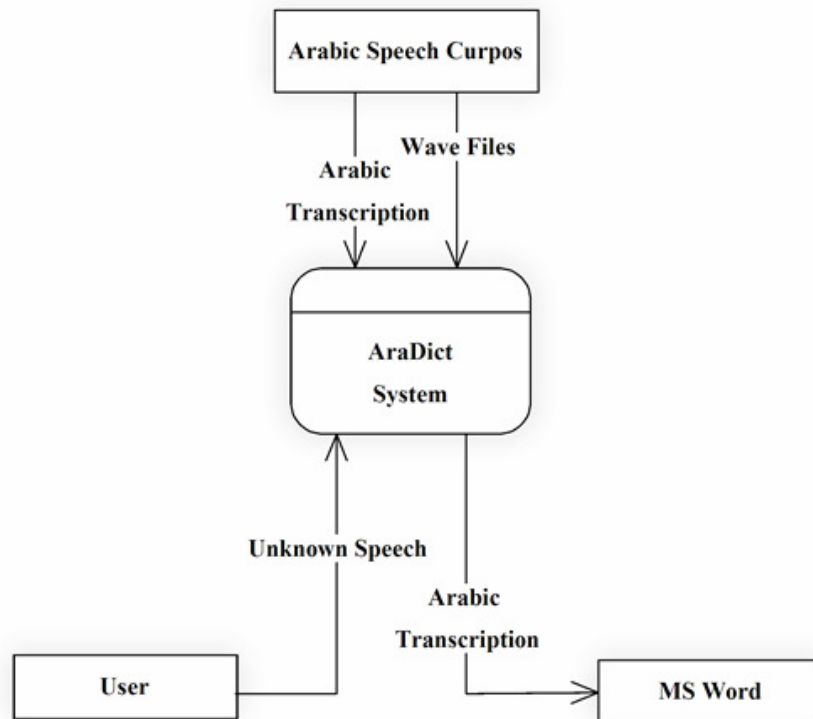 Arabic Speech Curpos
Wave Files
Arabic
Transcription
AraDict
System
Unknown Speech
Arabic
Transcription
User
MS Word